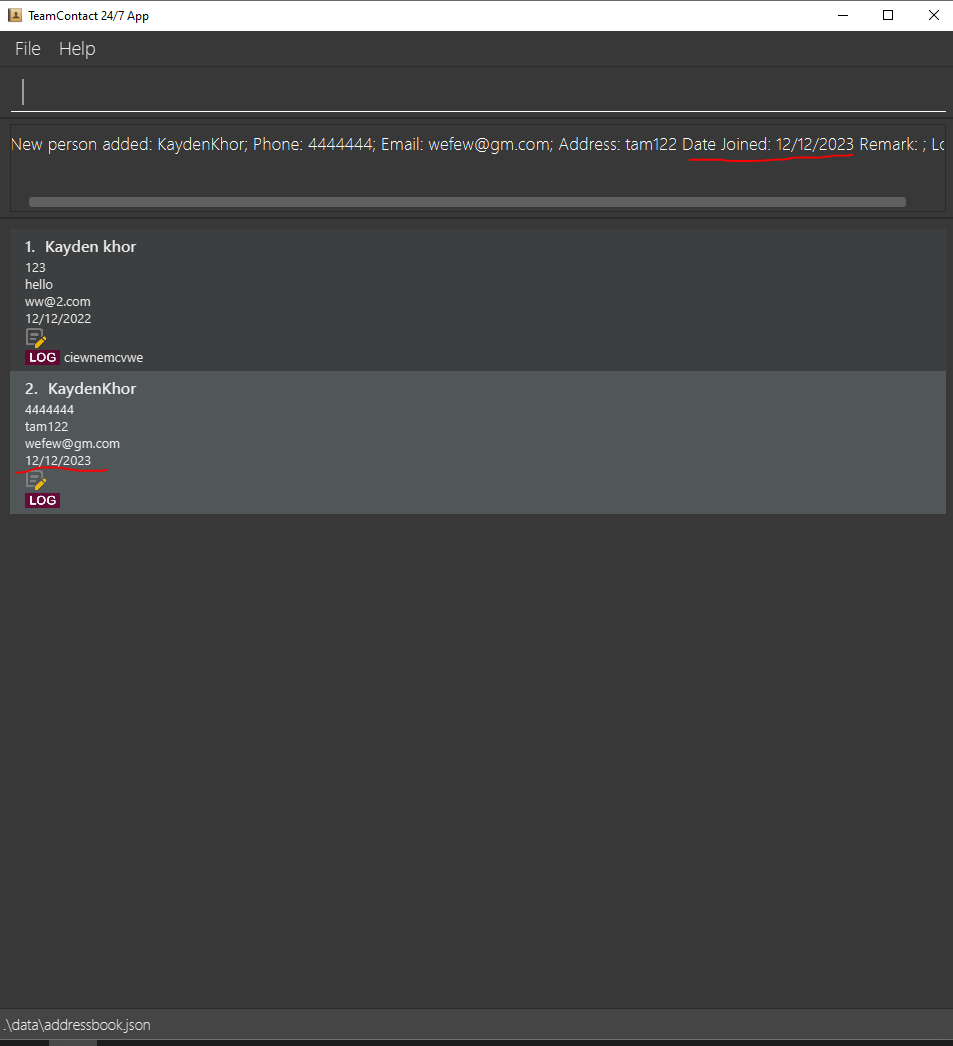 TeamContact 24/7 App
File Help
New person added: KaydenKhor; Phone: 4444444; Email: wefew@gm.com; Address: tam122 Date Joined: 12/12/2023 Remark: ; Lo
1. Kayden khor
123
hello
ww@2.com
12/12/2022
LOG ciewnemcvwe
2. KaydenKhor
4444444
tam122
wefew@gm.com
12/12/2023
LOG
.\data\addressbook.json